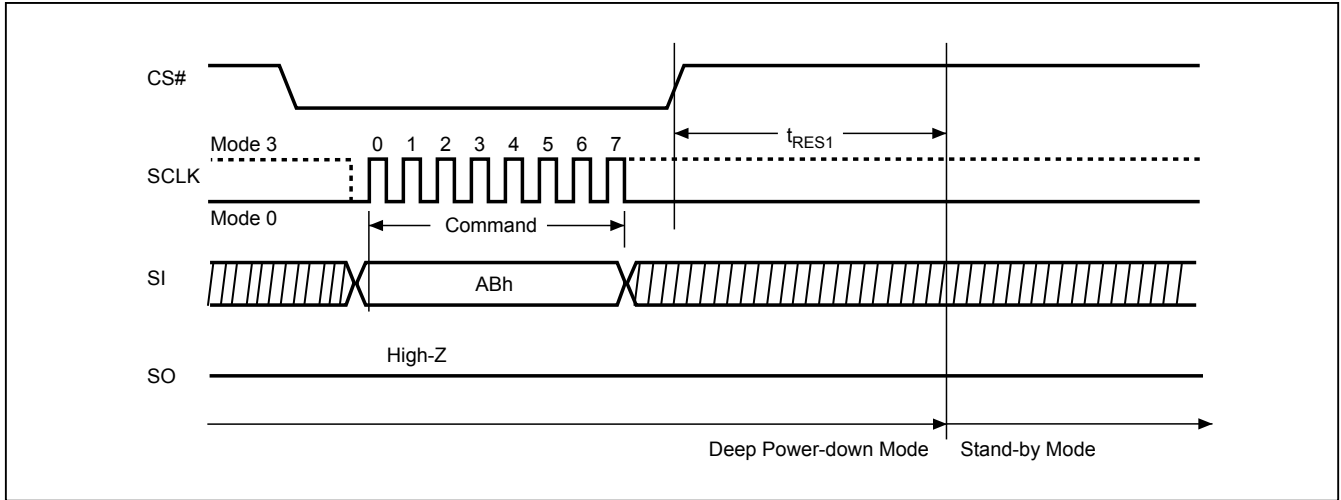 CS#
t_RES1
Mode 3
0 1 2 3 4 5 6 7
SCLK
Mode 0
Command
SI
ABh
High-Z
SO
Deep Power-down Mode
Stand-by Mode